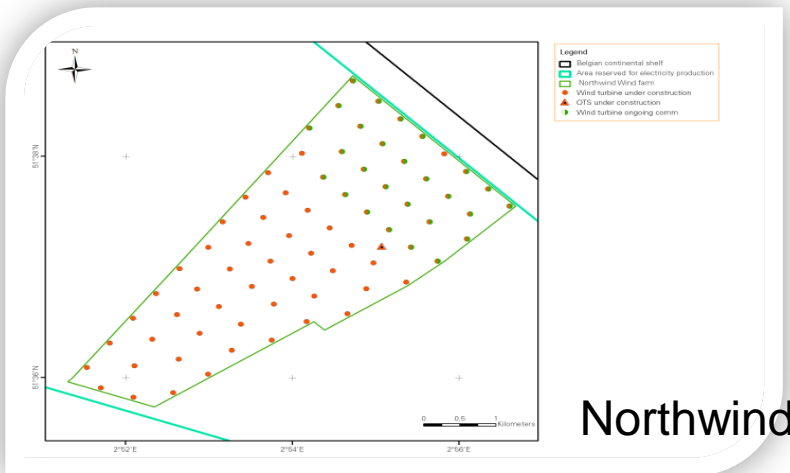 N
Legend
Belgian continental shelf
Area reserved for electricity production
Northwind Wind farm
Wind turbine under construction
OTS under construction
Wind turbine ongoing comm
51°38'N
51°36'N
0 0,5 1
Kilometers
2°52'E 2°54'E 2°56'E
Northwind